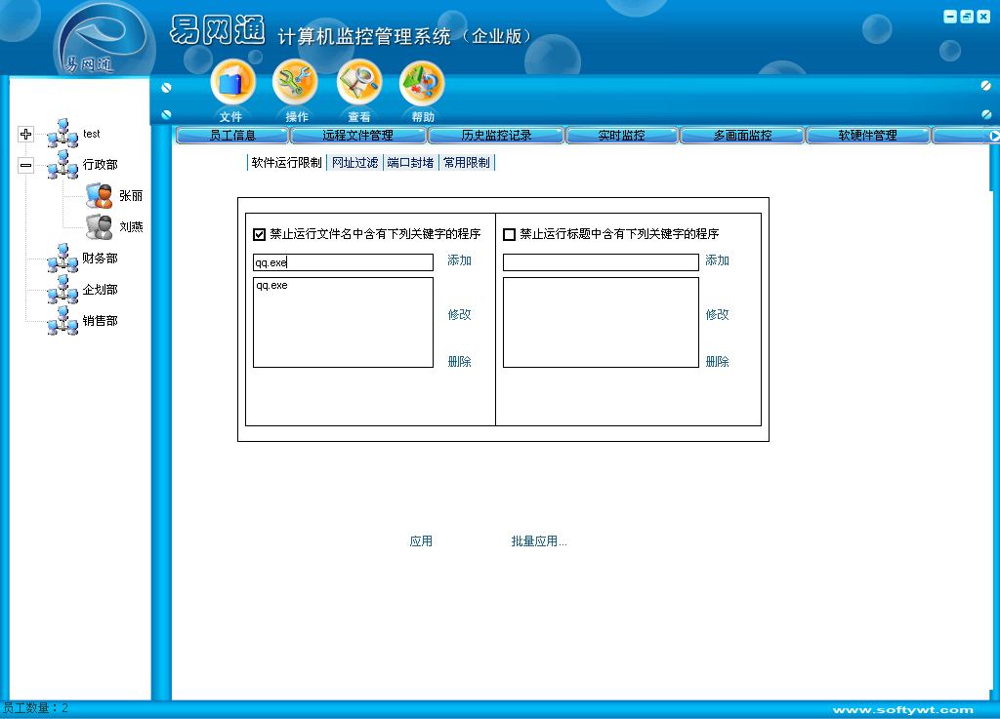 易网通
易网通 计算机监控管理系统（企业版）
文件 操作 查看 帮助
员工信息 远程文件管理 历史监控记录 实时监控 多画面监控 软硬件管理
软件运行限制 网址过滤 端口封堵 常用限制
test
行政部
张丽
刘燕
财务部
企划部
销售部
禁止运行文件名中含有下列关键字的程序
qq.exe 添加
qq.exe
修改
删除
禁止运行标题中含有下列关键字的程序
添加
修改
删除
应用 批量应用...
员工数量：2
www.softywt.com